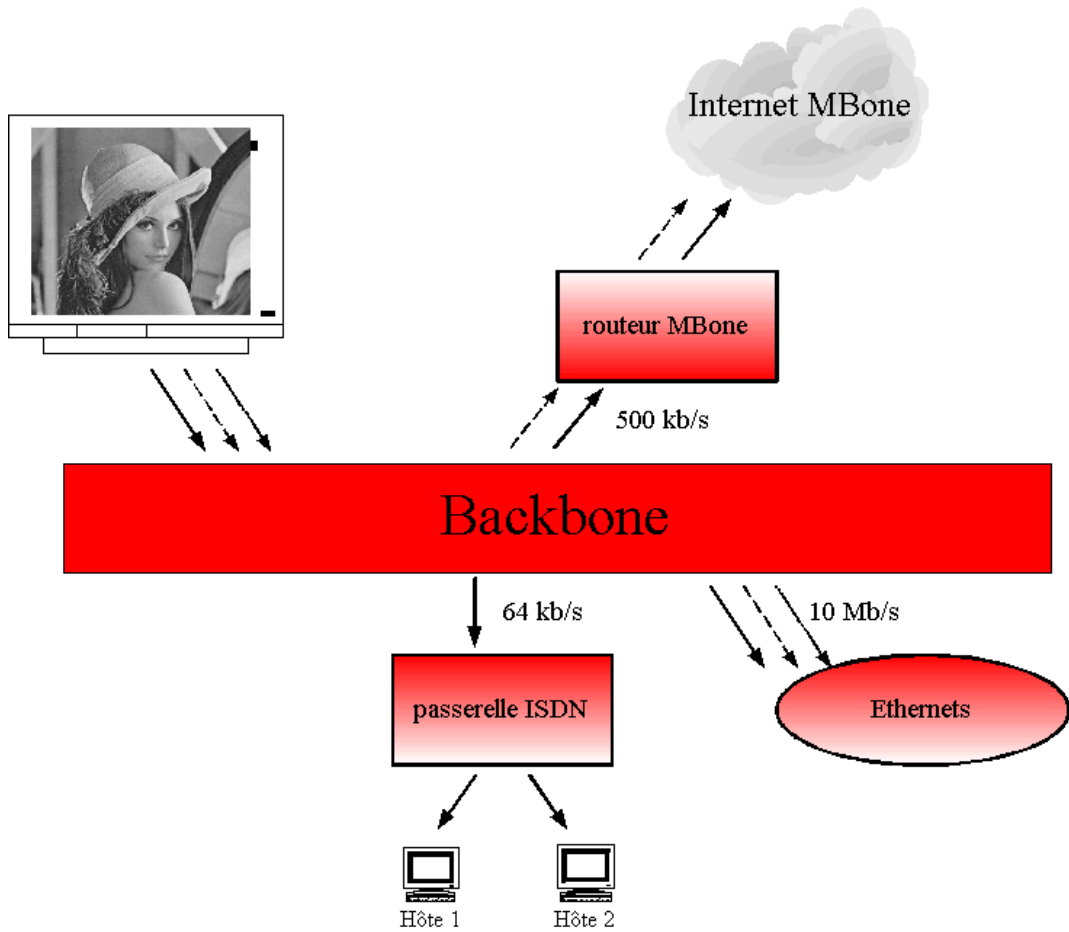 Internet MBone
routeur MBone
500 kb/s
Backbone
64 kb/s
10 Mb/s
passerelle ISDN
Ethernets
Hôte 1
Hôte 2